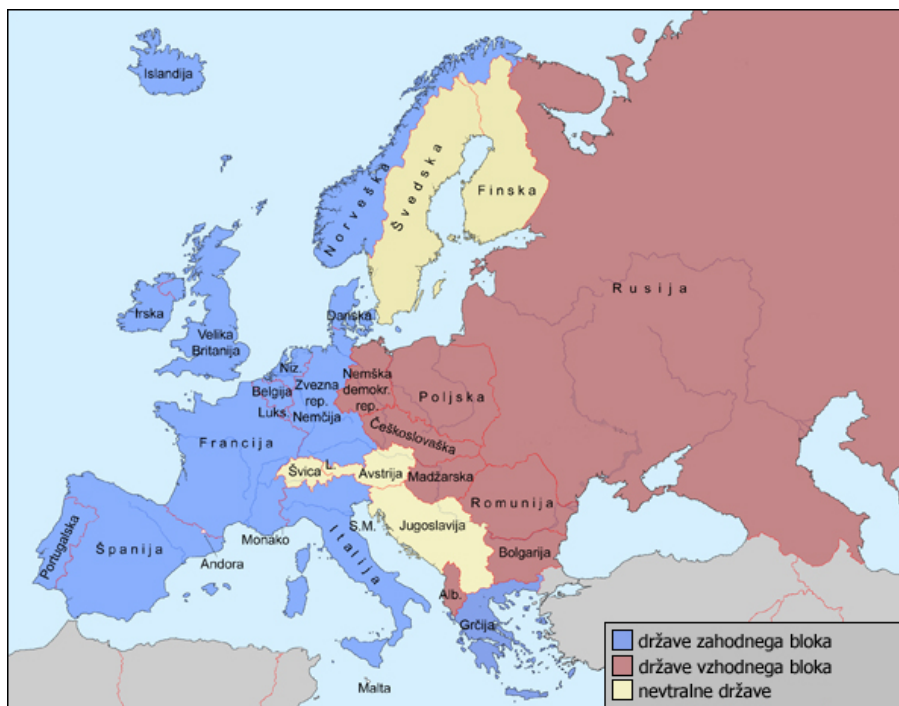 Islandija
Norveška
Švedska
Finska
Rusija
Irska
Velika
Britanija
Danska
Niz.
Belgija
Luks.
Zvezna
rep.
Nemčija
Nemška
demokr.
rep.
Poljska
Češkoslovaška
Francija
Švica
L.
Avstrija
Madžarska
Romunija
Jugoslavija
Bolgarija
S.M.
Italija
Monako
Andora
Španija
Portugalska
Alb.
Grčija
Malta
države zahodnega bloka
države vzhodnega bloka
nevtralne države